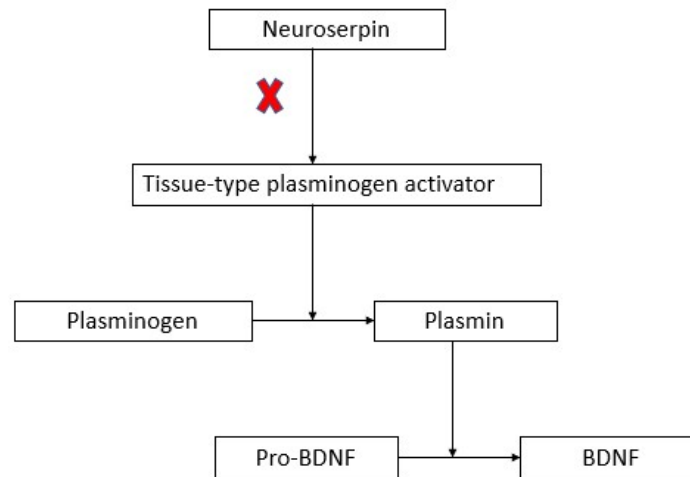 Neuroserpin
Tissue-type plasminogen activator
Plasminogen
Plasmin
Pro-BDNF
BDNF